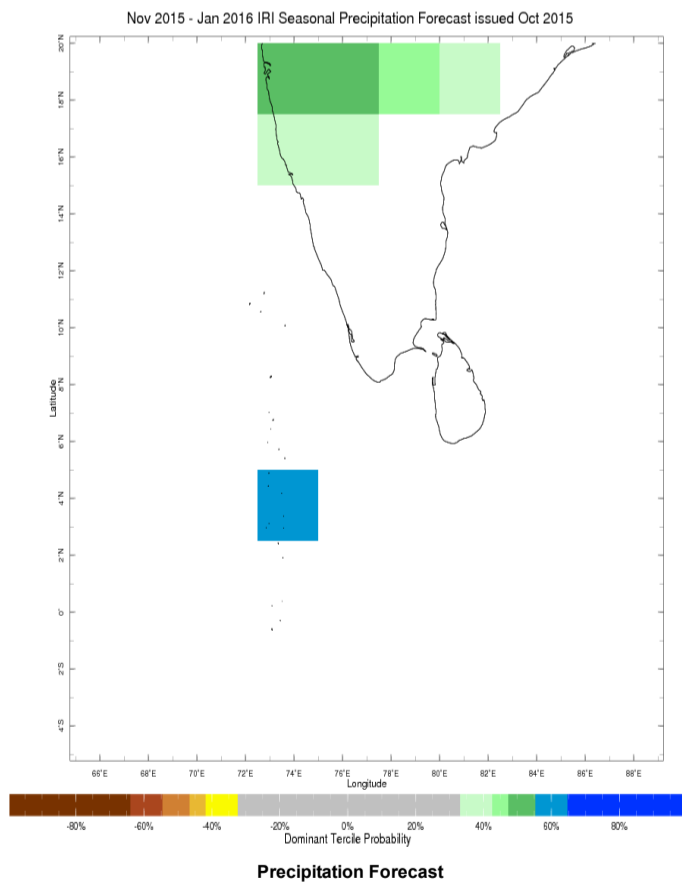 Nov 2015 - Jan 2016 IRI Seasonal Precipitation Forecast issued Oct 2015
20°N
18°N
16°N
14°N
12°N
10°N
8°N
6°N
4°N
2°N
0°
2°S
4°S
Latitude
66°E 68°E 70°E 72°E 74°E 76°E 78°E 80°E 82°E 84°E 86°E 88°E
Longitude
-80% -60% -40% -20% 0% 20% 40% 60% 80%
Dominant Tercile Probability
Precipitation Forecast